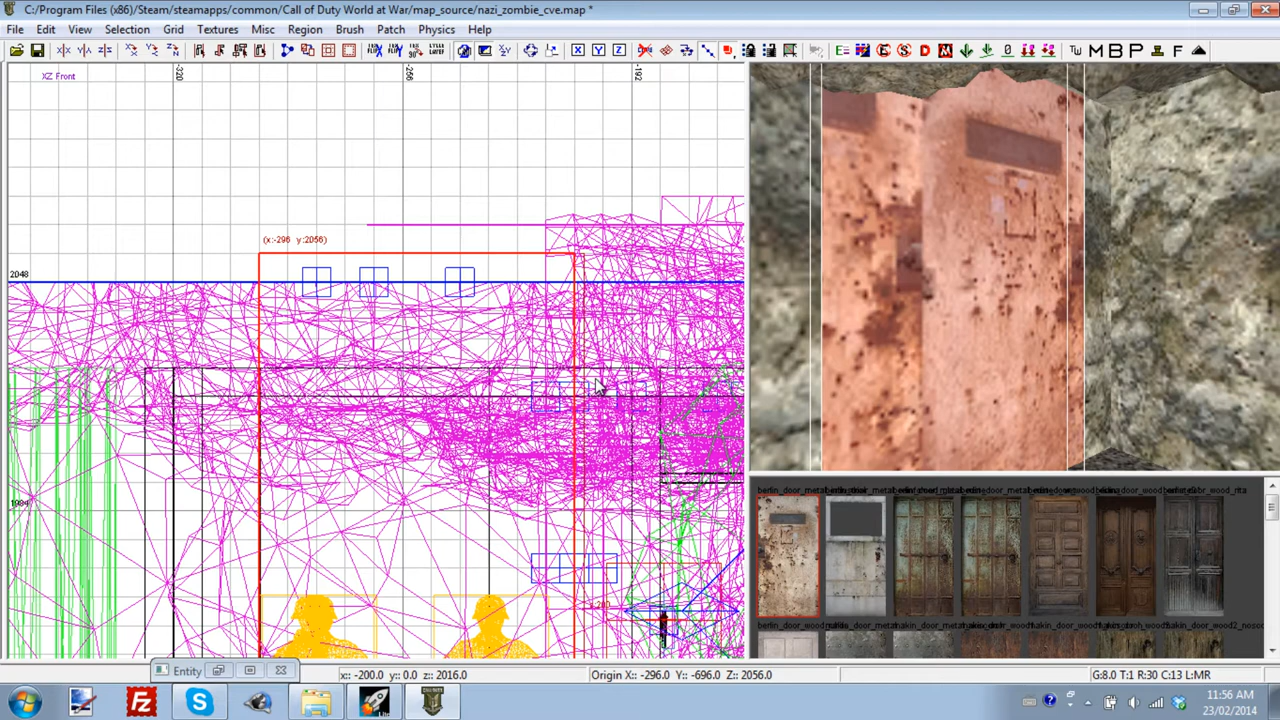 C:/Program Files (x86)/Steam/steamapps/common/Call of Duty World at War/map_source/nazi_zombie_cve.map *
File Edit View Selection Grid Textures Misc Region Brush Patch Physics Help
XZ Front
-320
-256
-192
(x:-296 y:2056)
2048
1984
Entity
x:: -200.0 y:: 0.0 z:: 2016.0
Origin X:: -296.0 Y:: -696.0 Z:: 2056.0
G:8.0 T:1 R:30 C:13 L:MR
11:56 AM
23/02/2014